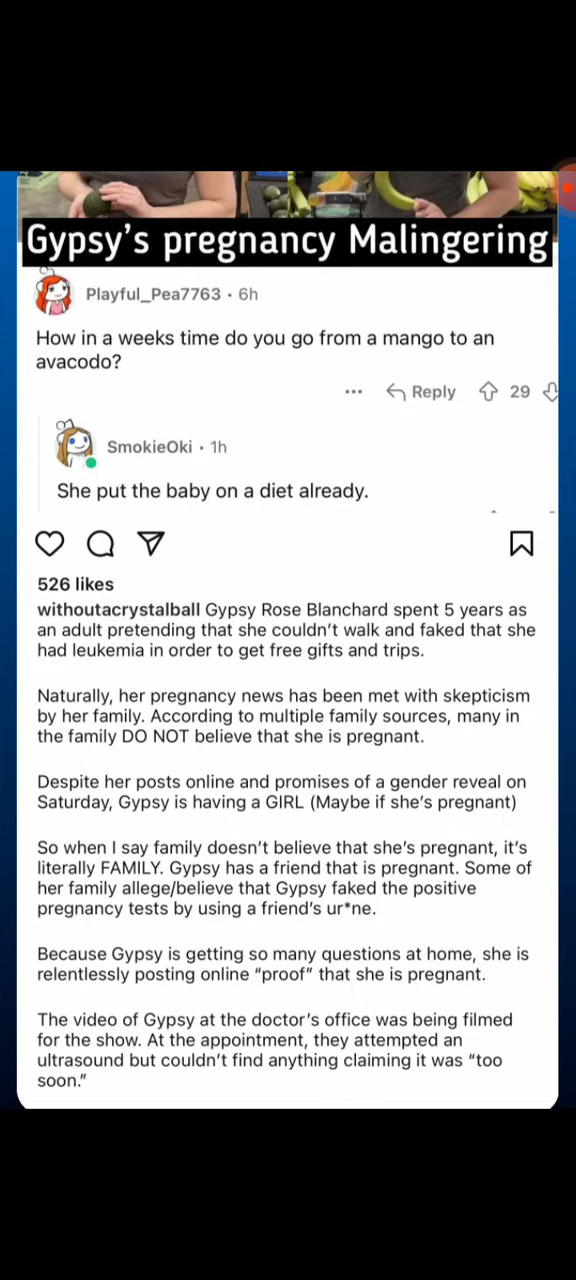 Gypsy's pregnancy Malingering
Playful_Pea7763 · 6h
How in a weeks time do you go from a mango to an
avacodo?
... Reply 29
SmokieOki · 1h
She put the baby on a diet already.
526 likes
withoutacrystalball Gypsy Rose Blanchard spent 5 years as
an adult pretending that she couldn't walk and faked that she
had leukemia in order to get free gifts and trips.
Naturally, her pregnancy news has been met with skepticism
by her family. According to multiple family sources, many in
the family DO NOT believe that she is pregnant.
Despite her posts online and promises of a gender reveal on
Saturday, Gypsy is having a GIRL (Maybe if she's pregnant)
So when I say family doesn't believe that she's pregnant, it's
literally FAMILY. Gypsy has a friend that is pregnant. Some of
her family allege/believe that Gypsy faked the positive
pregnancy tests by using a friend's ur*ne.
Because Gypsy is getting so many questions at home, she is
relentlessly posting online "proof" that she is pregnant.
The video of Gypsy at the doctor's office was being filmed
for the show. At the appointment, they attempted an
ultrasound but couldn't find anything claiming it was "too
soon."